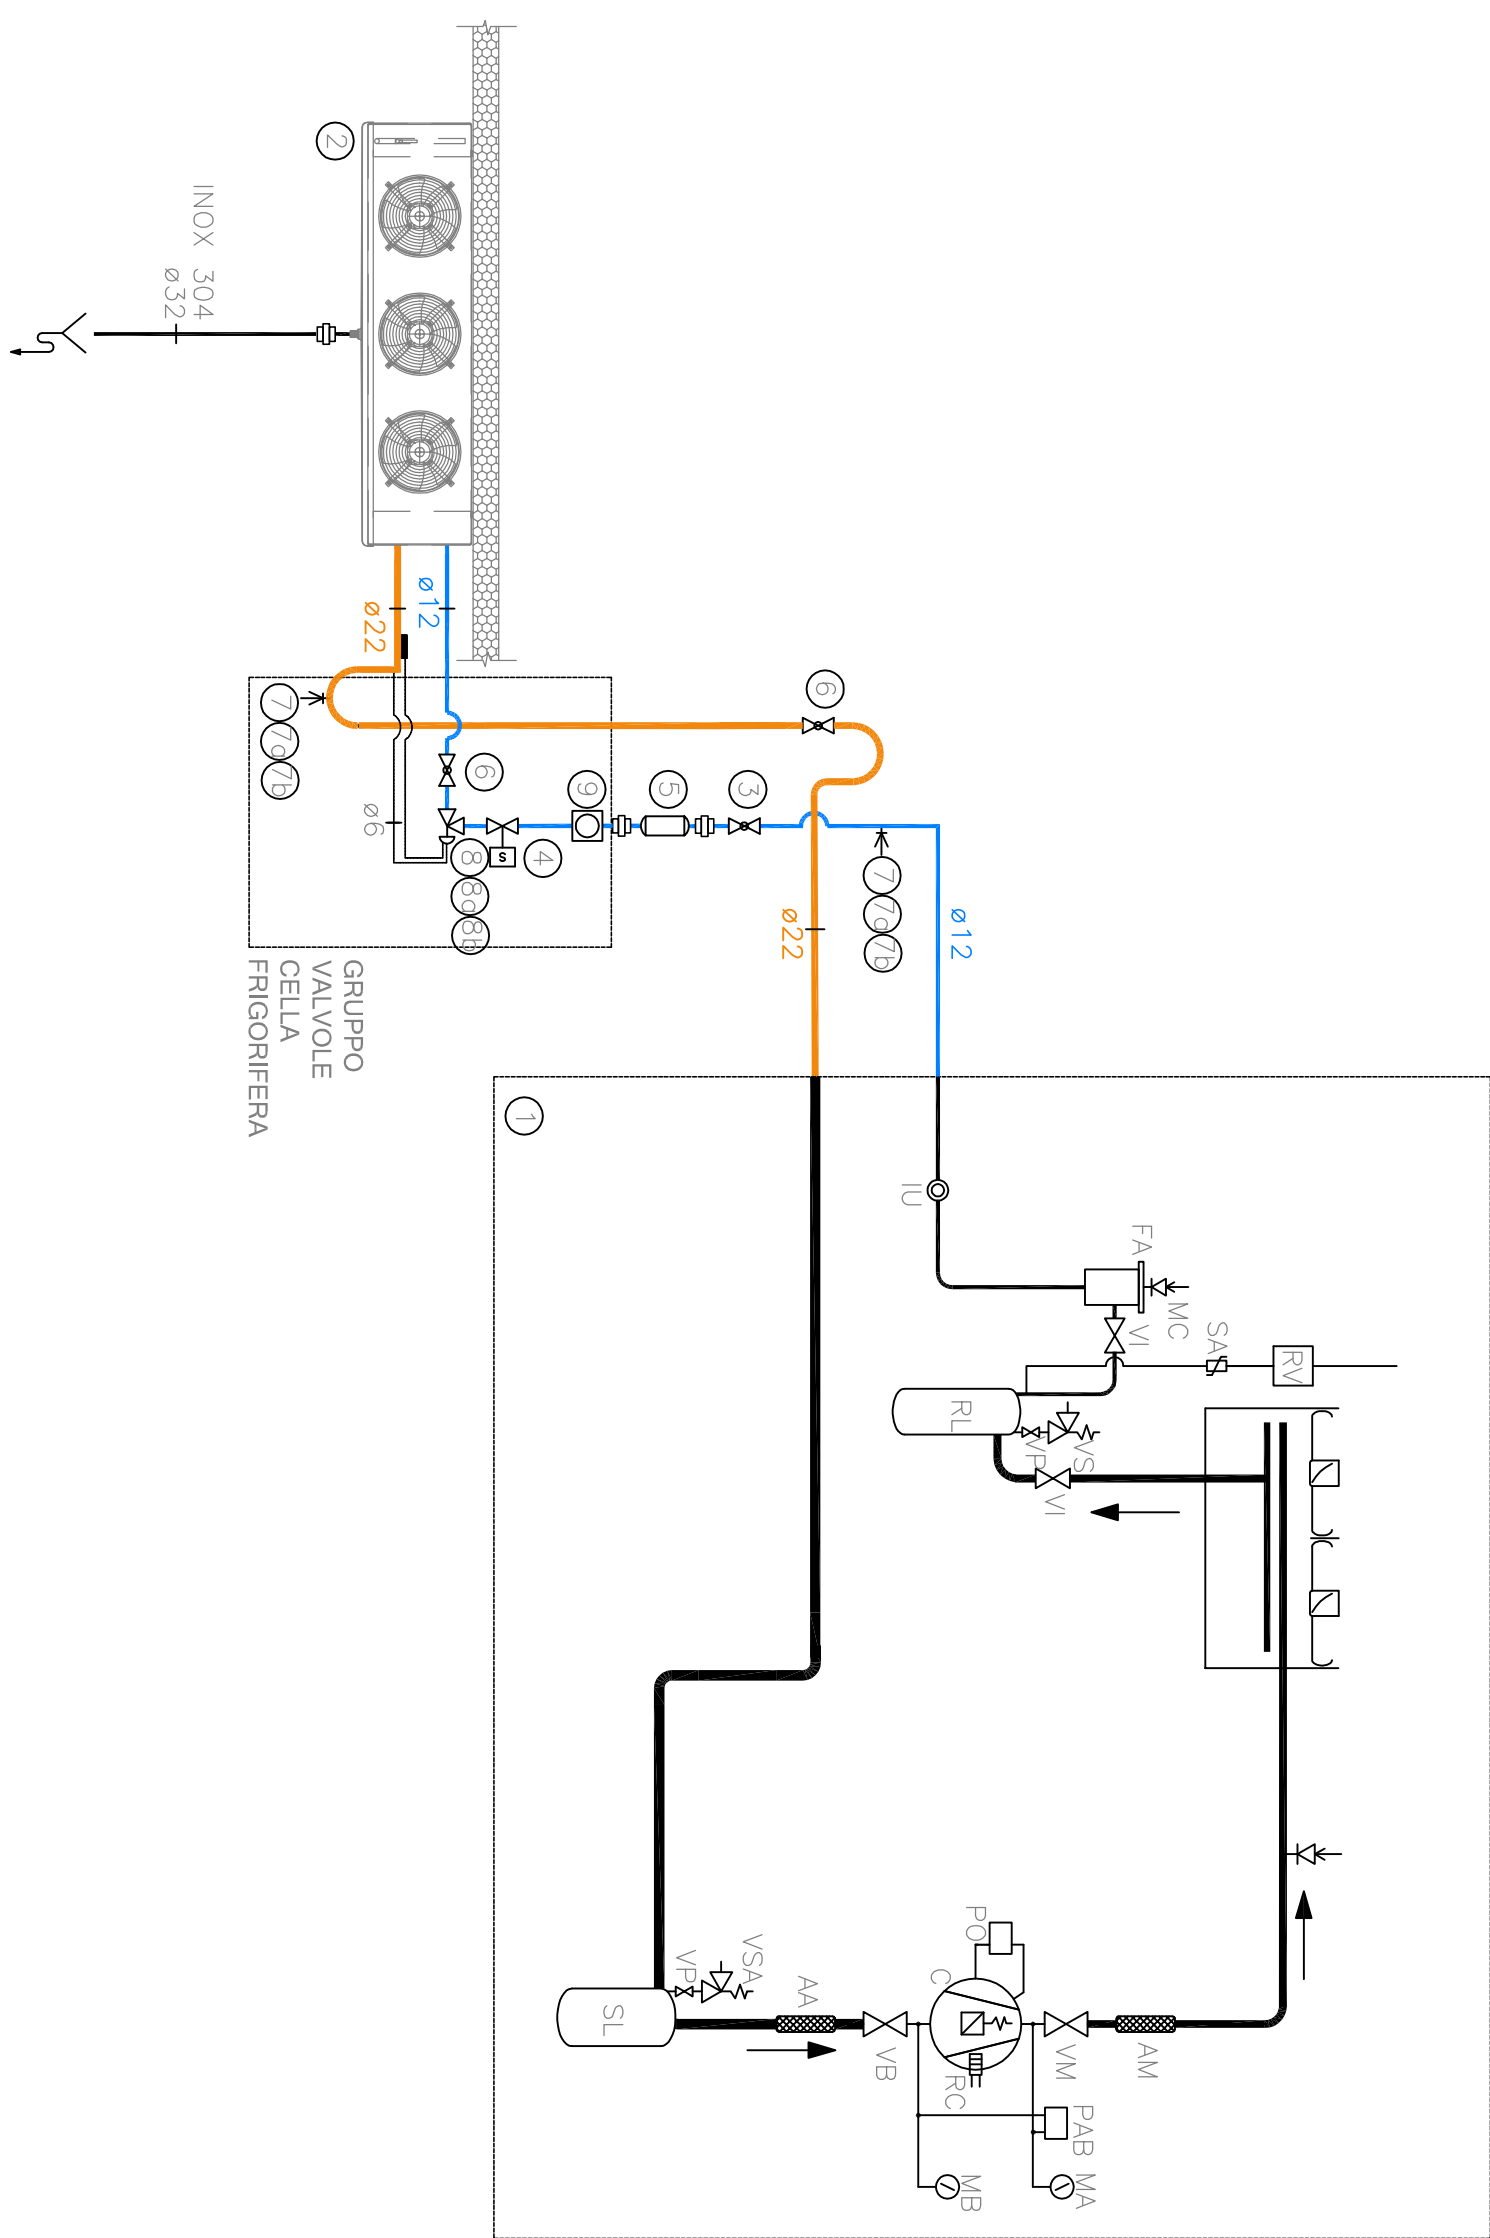 2
INOX 304
ø32
ø12
ø22
6
7 7a 7b
6
ø6
9
5
3
8 8a 8b
S
4
7 7a 7b
ø22
ø12
GRUPPO
VALVOLE
CELLA
FRIGORIFERA
1
IU
FA
MC
VI
SA
RV
RL
VP
VS
VI
PO
C
VP
VSA
SL
AA
VB
RC
VM
AM
PAB
MB
MA